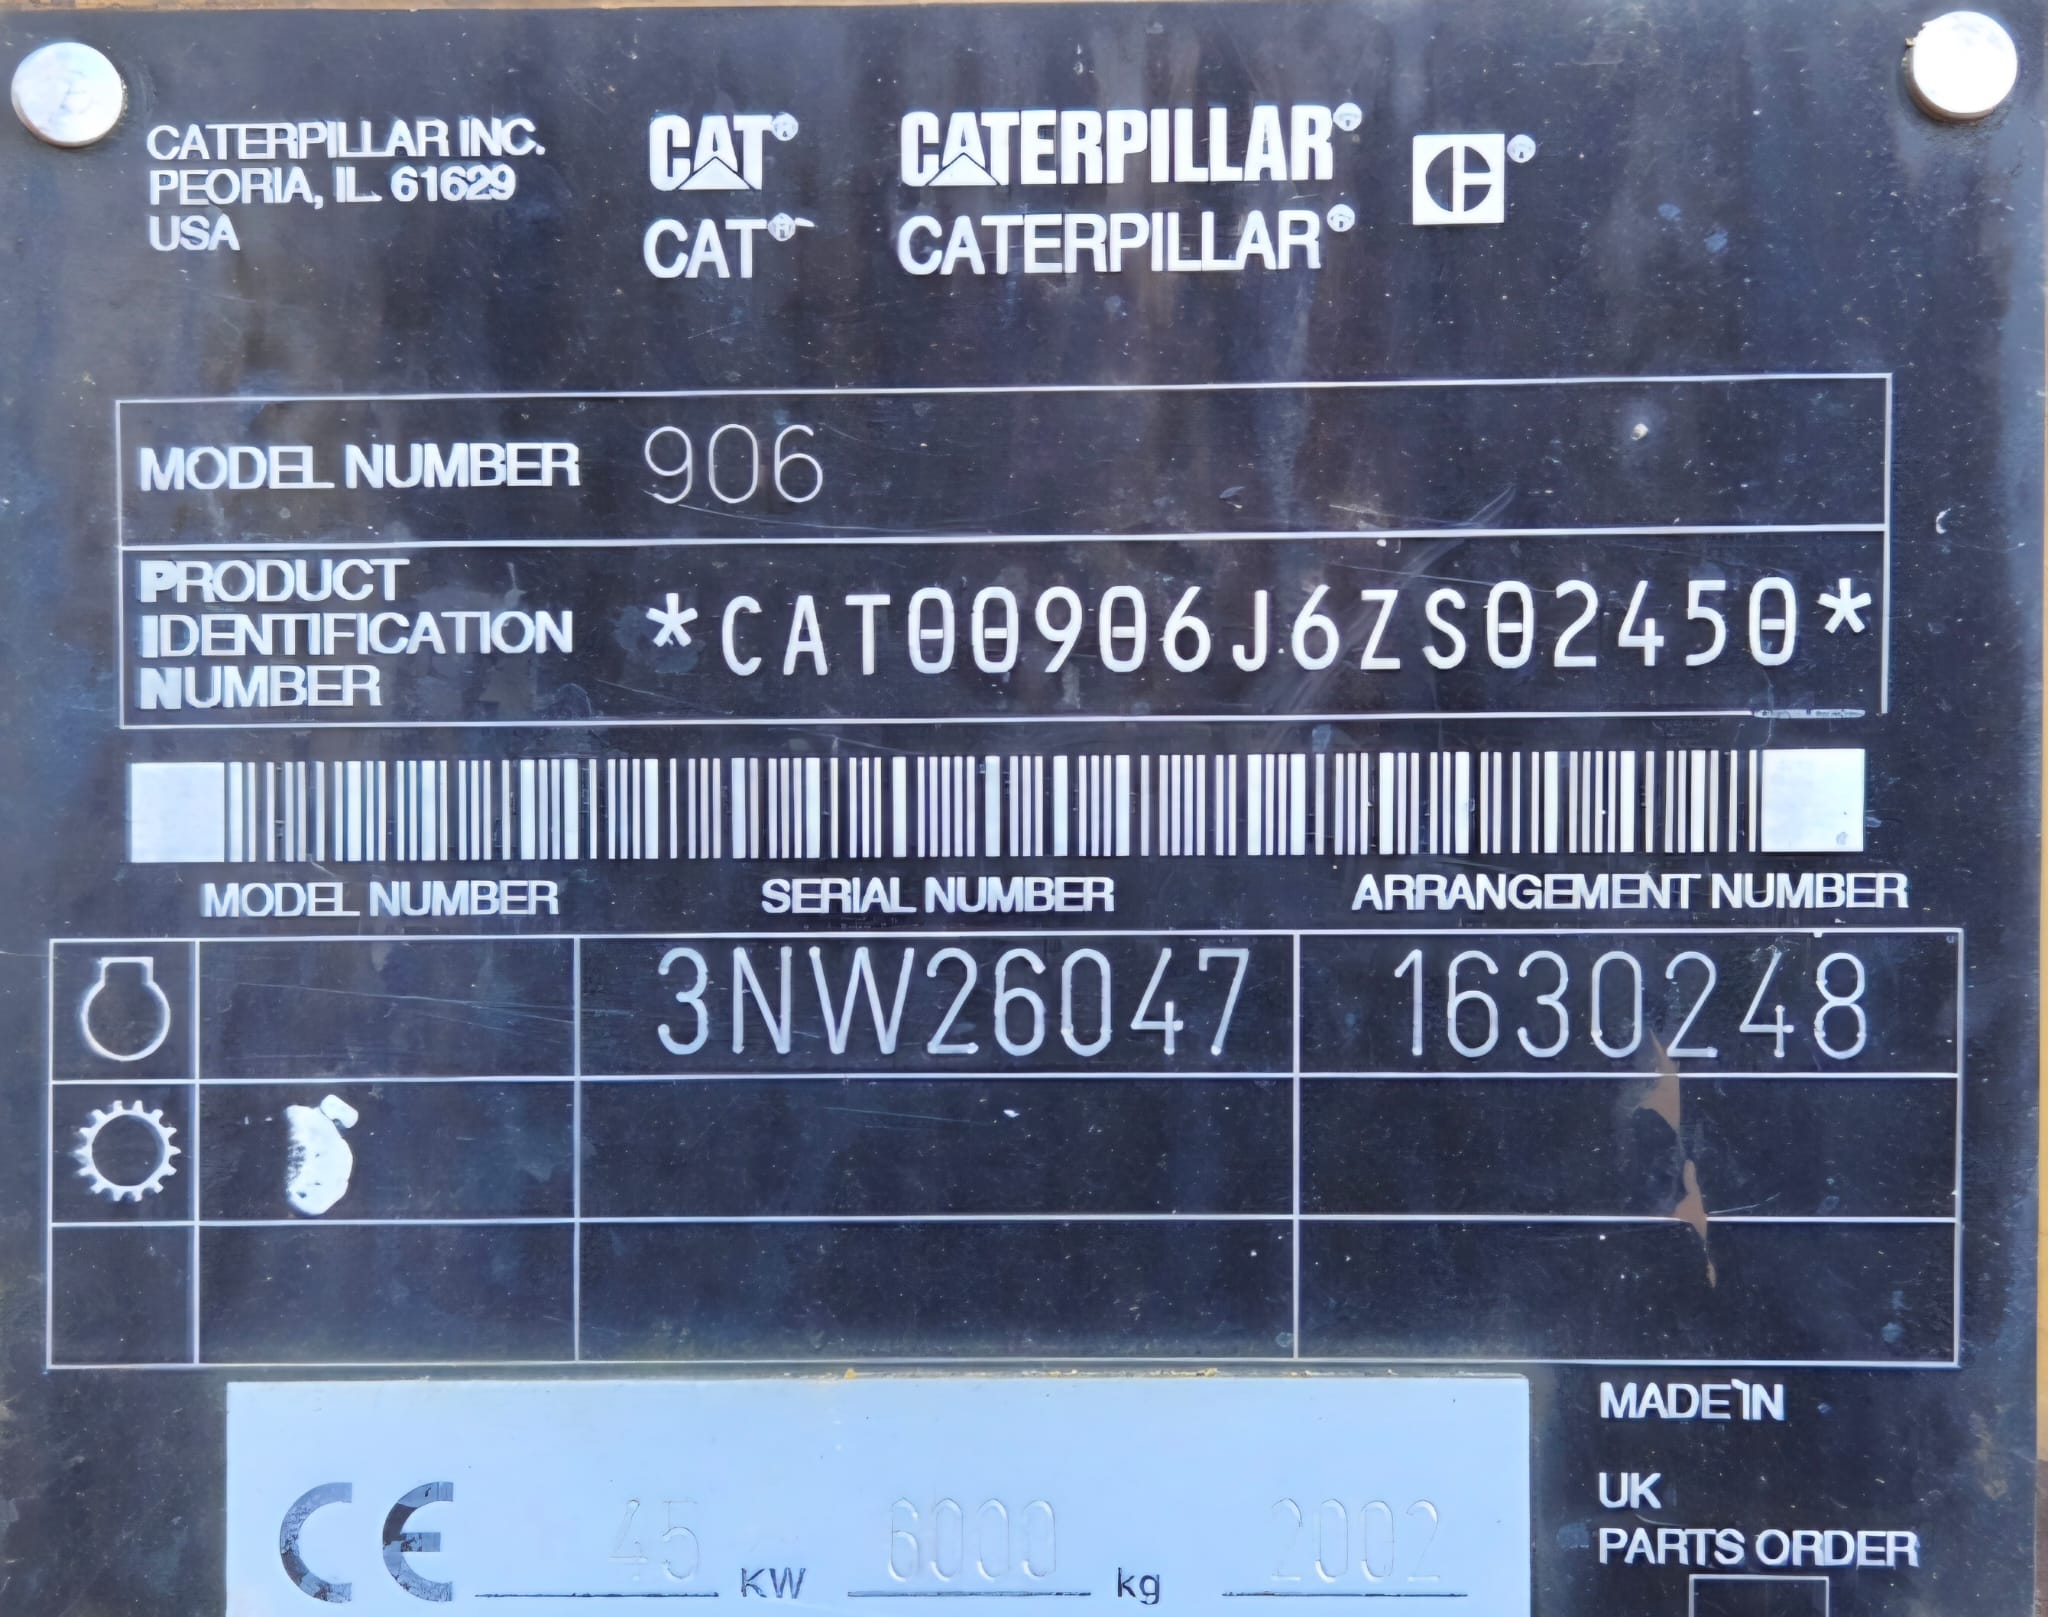 CATERPILLAR INC.
PEORIA, IL 61629
USA
CAT® CATERPILLAR®
CAT® CATERPILLAR®
MODEL NUMBER 906
PRODUCT
IDENTIFICATION
NUMBER
*CAT00906J6ZS02450*
MODEL NUMBER SERIAL NUMBER ARRANGEMENT NUMBER
3NW26047 1630248
MADE IN
UK
PARTS ORDER
CE 45 KW 6000 kg 2002